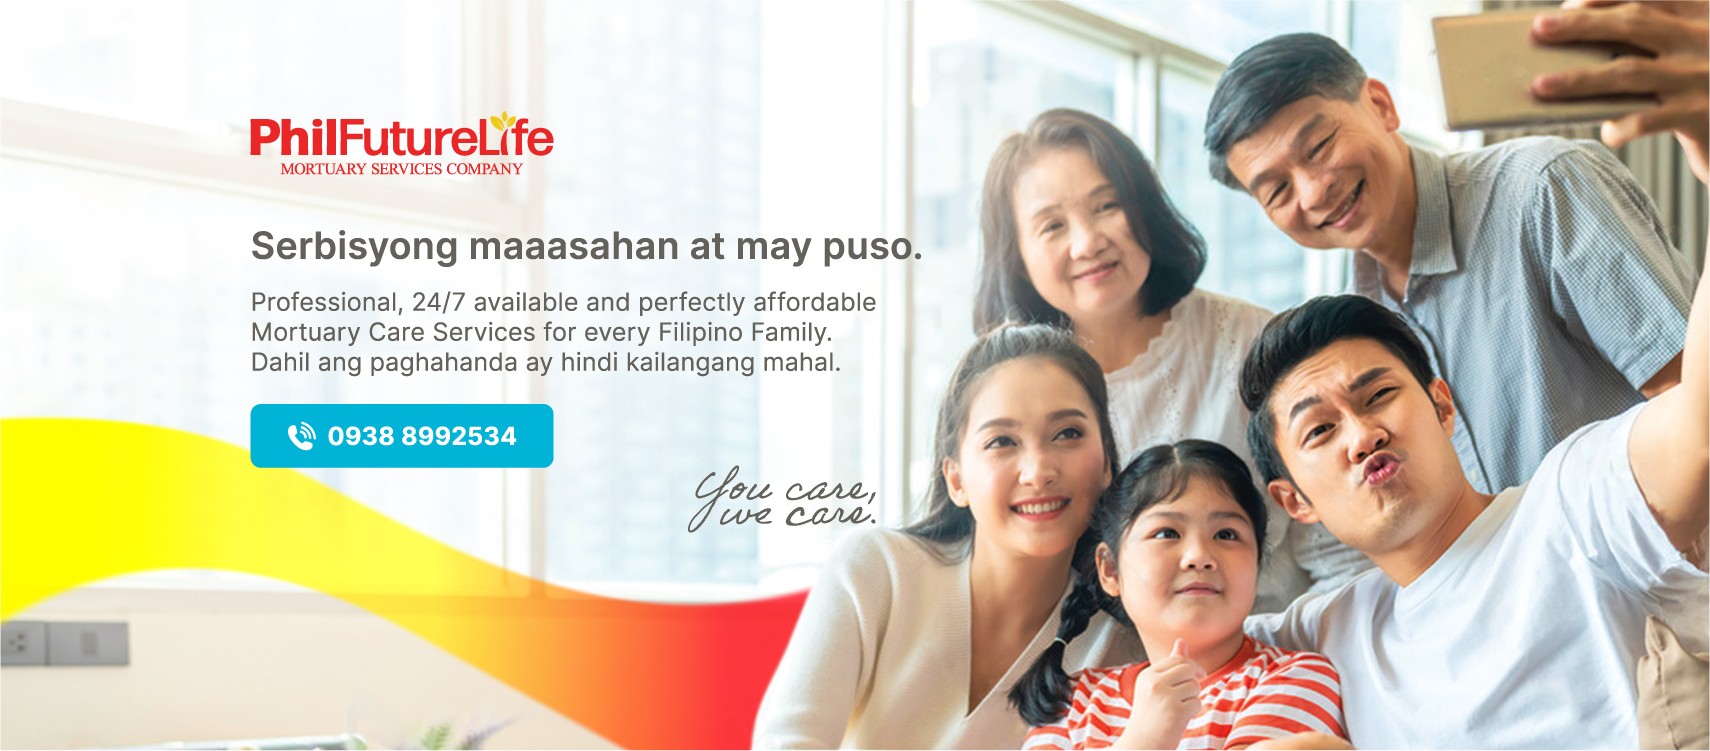 PhilFutureLife
MORTUARY SERVICES COMPANY
Serbisyong maaasahan at may puso.
Professional, 24/7 available and perfectly affordable
Mortuary Care Services for every Filipino Family.
Dahil ang paghahanda ay hindi kailangang mahal.
0938 8992534
You care,
we care.